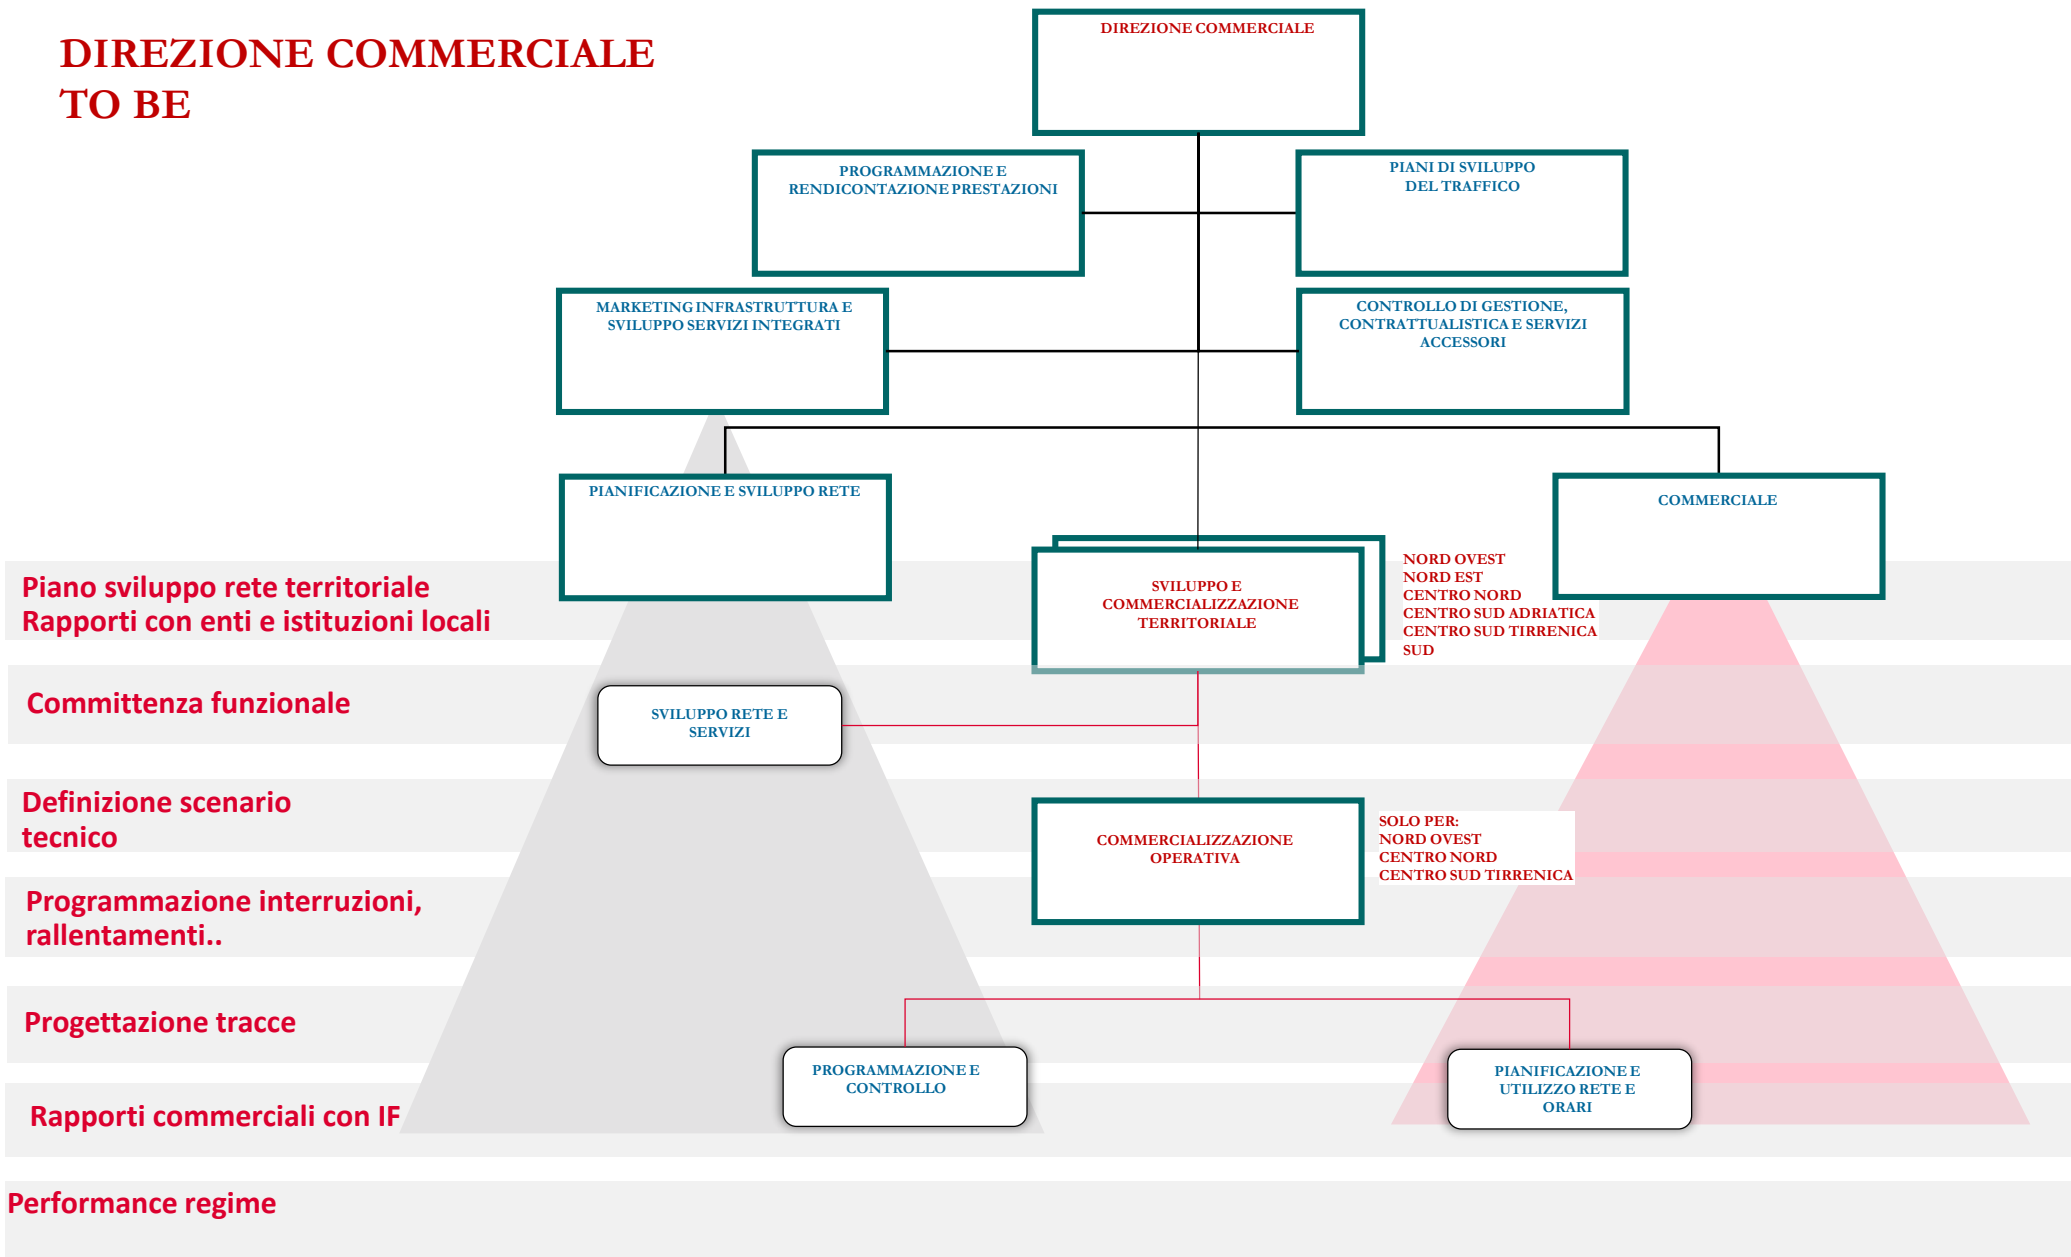 DIREZIONE COMMERCIALE
TO BE
DIREZIONE COMMERCIALE
PROGRAMMAZIONE E
RENDICONTAZIONE PRESTAZIONI
PIANI DI SVILUPPO
DEL TRAFFICO
MARKETING INFRASTRUTTURA E
SVILUPPO SERVIZI INTEGRATI
CONTROLLO DI GESTIONE,
CONTRATTUALISTICA E SERVIZI
ACCESSORI
PIANIFICAZIONE E SVILUPPO RETE
COMMERCIALE
SVILUPPO E
COMMERCIALIZZAZIONE
TERRITORIALE
NORD OVEST
NORD EST
CENTRO NORD
CENTRO SUD ADRIATICA
CENTRO SUD TIRRENICA
SUD
Piano sviluppo rete territoriale
Rapporti con enti e istituzioni locali
Committenza funzionale
SVILUPPO RETE E
SERVIZI
Definizione scenario
tecnico
COMMERCIALIZZAZIONE
OPERATIVA
SOLO PER:
NORD OVEST
CENTRO NORD
CENTRO SUD TIRRENICA
Programmazione interruzioni,
rallentamenti..
Progettazione tracce
PROGRAMMAZIONE E
CONTROLLO
PIANIFICAZIONE E
UTILIZZO RETE E
ORARI
Rapporti commerciali con IF
Performance regime